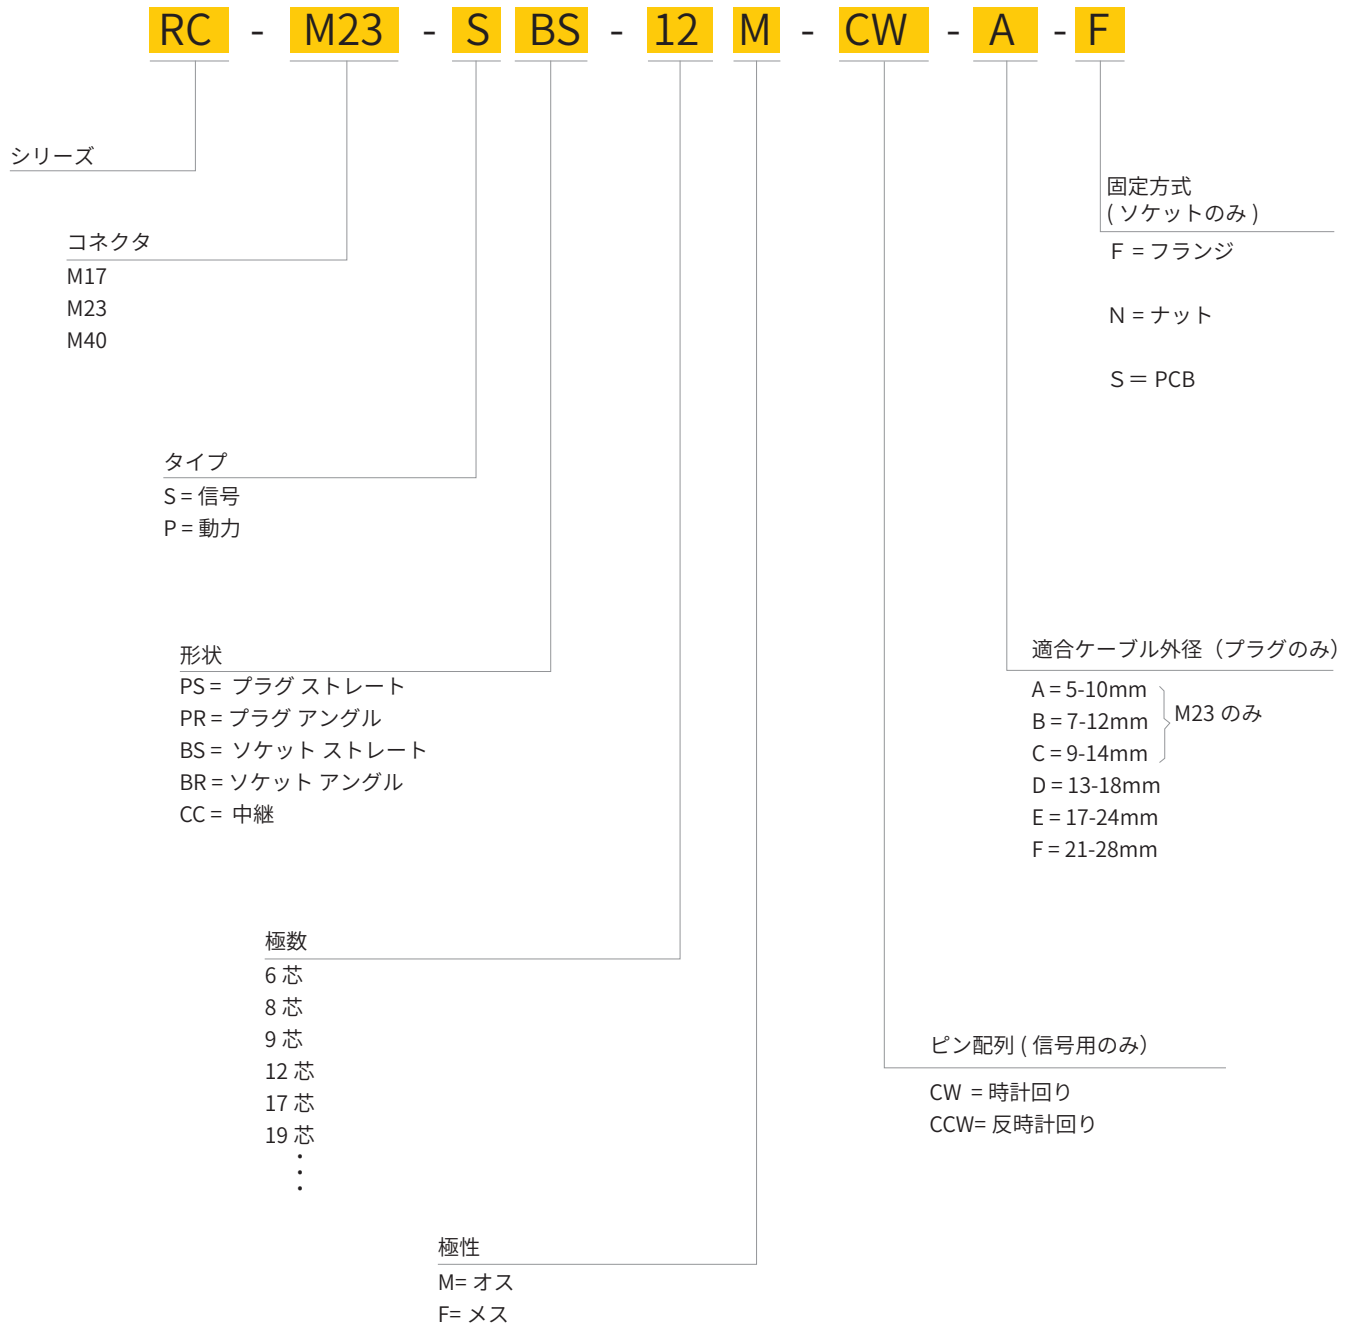 RC - M23 - S BS - 12 M - CW - A - F
シリーズ
コネクタ
M17
M23
M40
タイプ
S = 信号
P = 動力
形状
PS = プラグ ストレート
PR = プラグ アングル
BS = ソケット ストレート
BR = ソケット アングル
CC = 中継
極数
6 芯
8 芯
9 芯
12 芯
17 芯
19 芯
・
・
・
極性
M= オス
F= メス
ピン配列 ( 信号用のみ）
CW = 時計回り
CCW= 反時計回り
適合ケーブル外径（プラグのみ）
A = 5-10mm
B = 7-12mm
C = 9-14mm
M23 のみ
D = 13-18mm
E = 17-24mm
F = 21-28mm
固定方式
( ソケットのみ )
Ｆ = フランジ
Ｎ = ナット
Ｓ＝ PCB